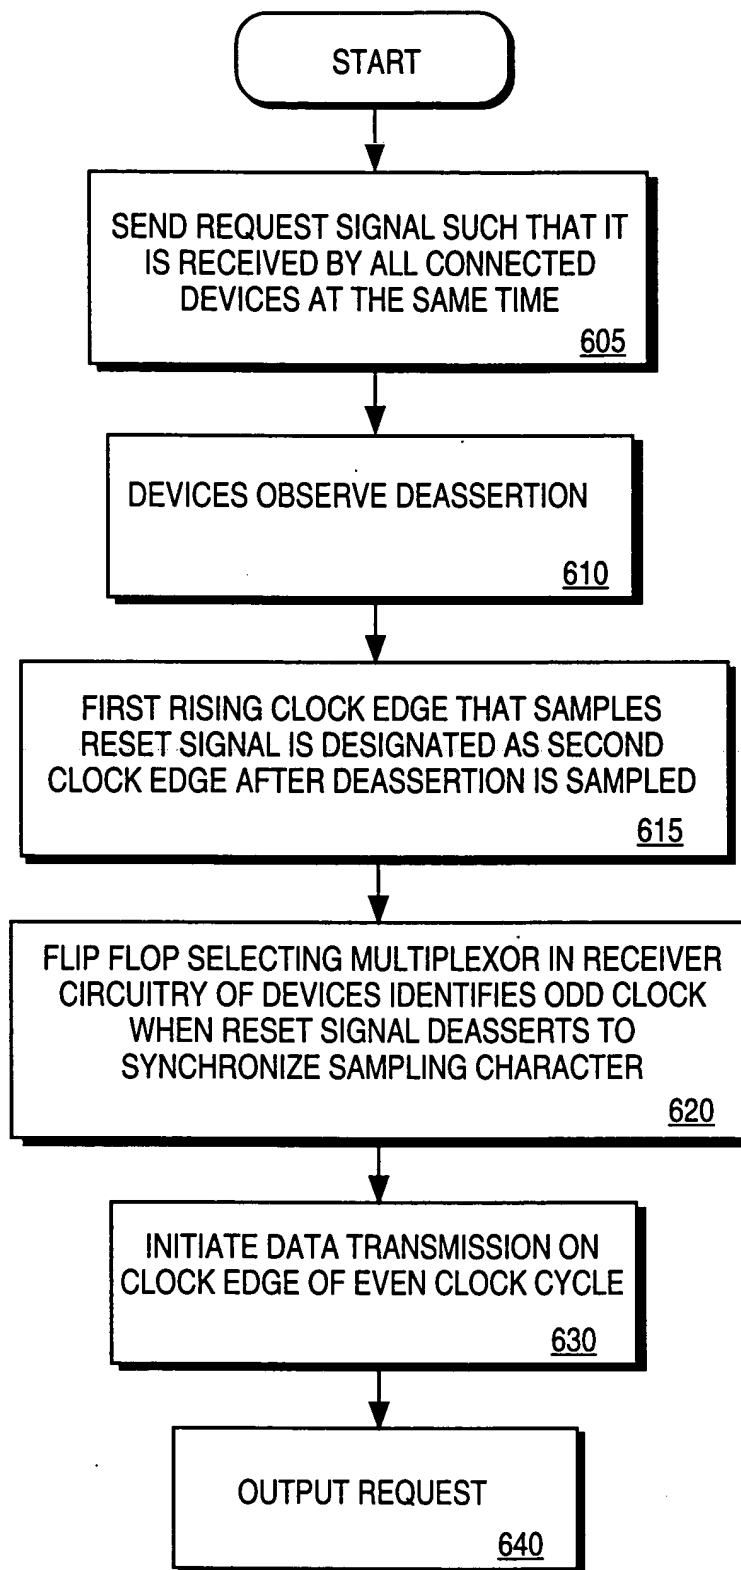 START
SEND REQUEST SIGNAL SUCH THAT IT
IS RECEIVED BY ALL CONNECTED
DEVICES AT THE SAME TIME
605
DEVICES OBSERVE DEASSERTION
610
FIRST RISING CLOCK EDGE THAT SAMPLES
RESET SIGNAL IS DESIGNATED AS SECOND
CLOCK EDGE AFTER DEASSERTION IS SAMPLED
615
FLIP FLOP SELECTING MULTIPLEXOR IN RECEIVER
CIRCUITRY OF DEVICES IDENTIFIES ODD CLOCK
WHEN RESET SIGNAL DEASSERTS TO
SYNCHRONIZE SAMPLING CHARACTER
620
INITIATE DATA TRANSMISSION ON
CLOCK EDGE OF EVEN CLOCK CYCLE
630
OUTPUT REQUEST
640